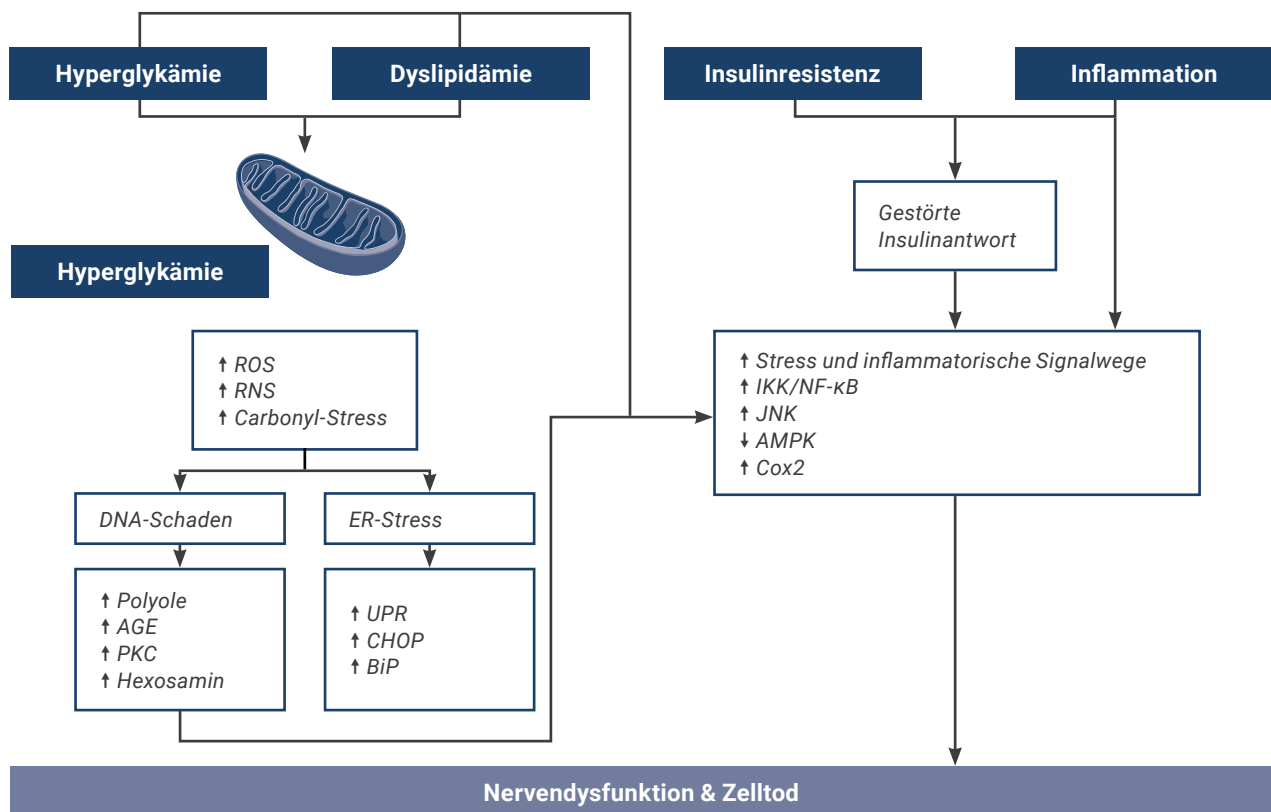 Hyperglykämie
Dyslipidämie
Insulinresistenz
Inflammation
Gestörte
Insulinantwort
Hyperglykämie
↑ ROS
↑ RNS
↑ Carbonyl-Stress
↑ Stress und inflammatorische Signalwege
↑ IKK/NF-κB
↑ JNK
↓ AMPK
↑ Cox2
DNA-Schaden
ER-Stress
↑ Polyole
↑ AGE
↑ PKC
↑ Hexosamin
↑ UPR
↑ CHOP
↑ BiP
Nervendysfunktion & Zelltod